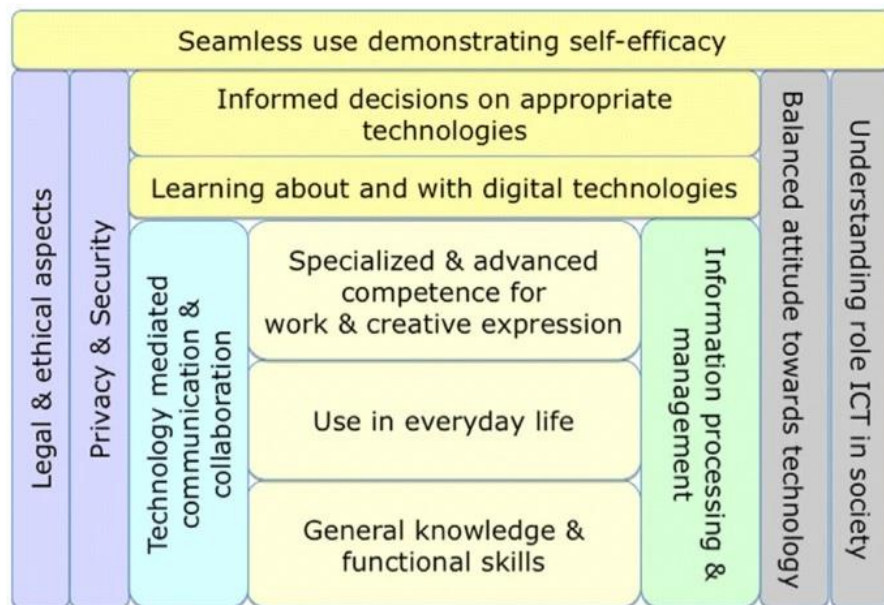 Seamless use demonstrating self-efficacy
Legal & ethical aspects
Privacy & Security
Informed decisions on appropriate
technologies
Learning about and with digital technologies
Technology mediated
communication &
collaboration
Specialized & advanced
competence for
work & creative expression
Use in everyday life
General knowledge &
functional skills
Information processing &
management
Balanced attitude towards technology
Understanding role ICT in society